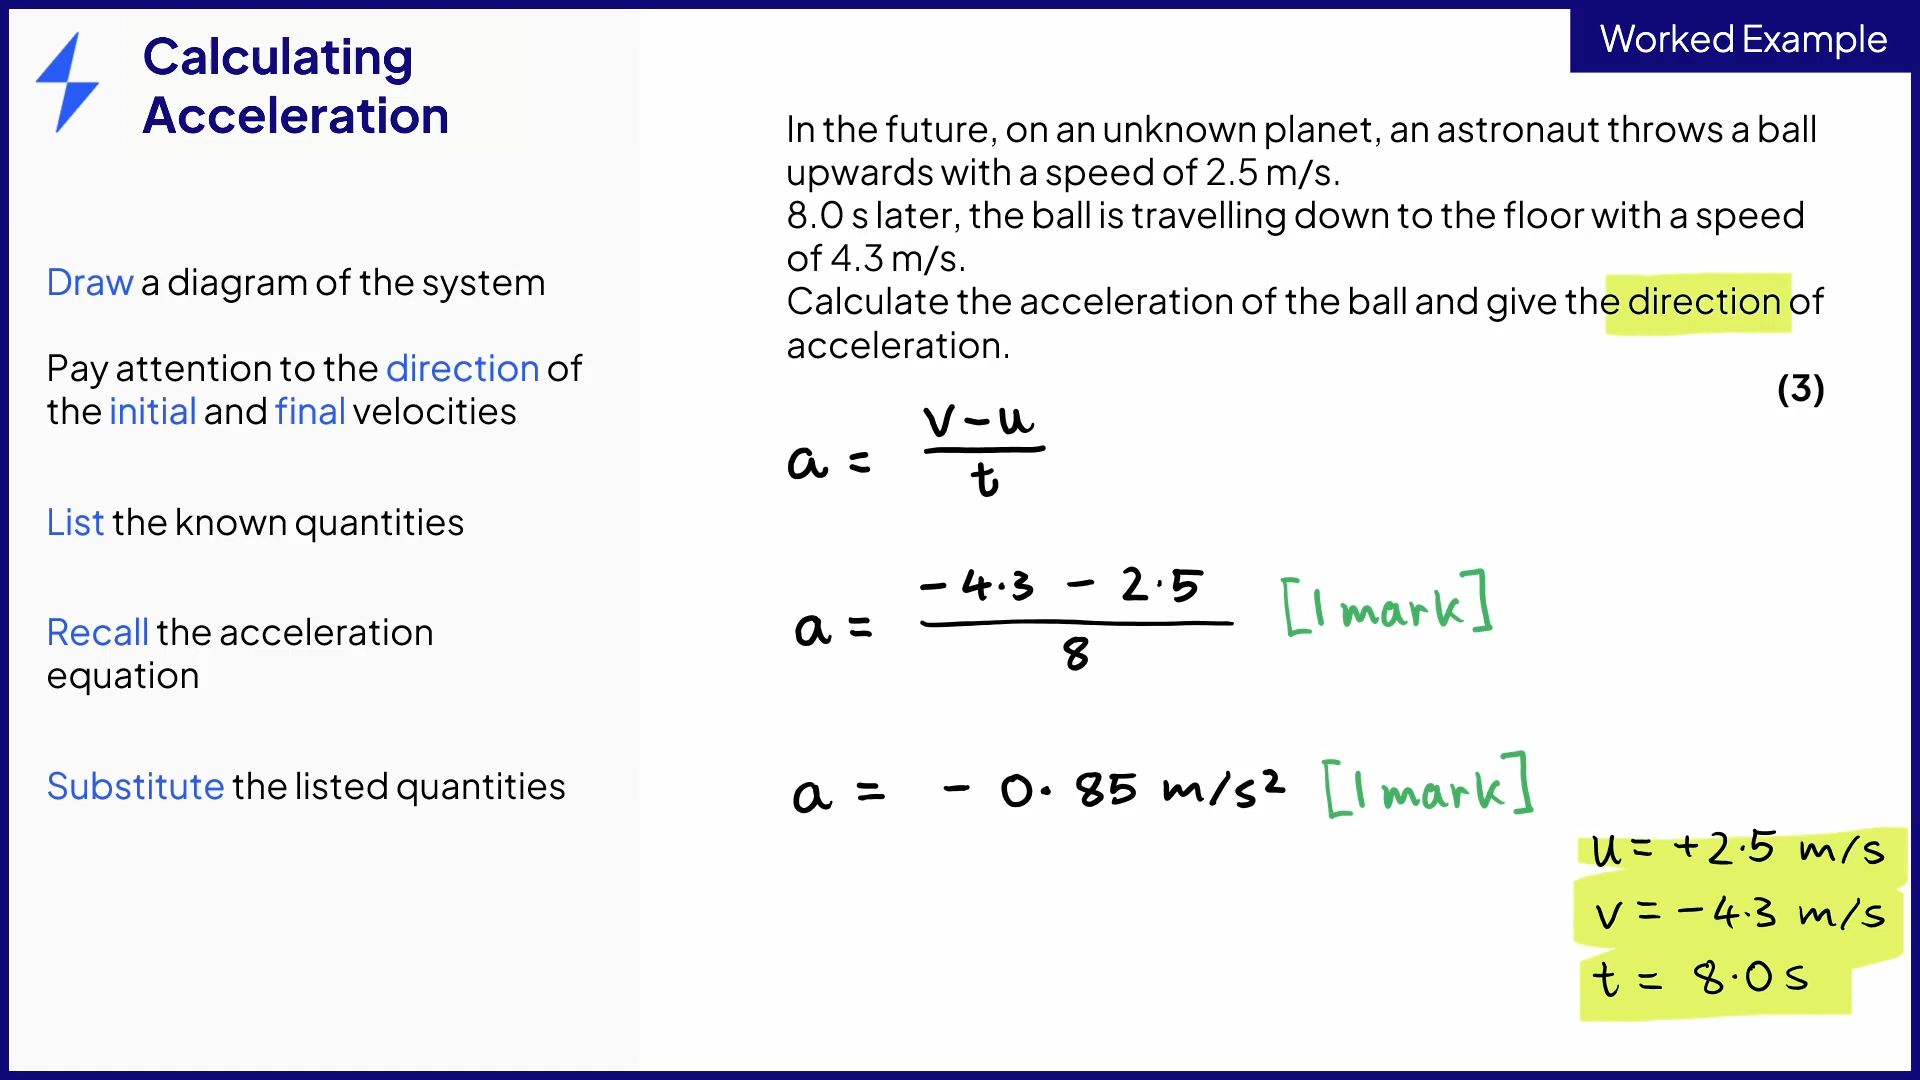 Calculating
Acceleration
Worked Example
Draw a diagram of the system
Pay attention to the direction of
the initial and final velocities
List the known quantities
Recall the acceleration
equation
Substitute the listed quantities
In the future, on an unknown planet, an astronaut throws a ball
upwards with a speed of 2.5 m/s.
8.0 s later, the ball is travelling down to the floor with a speed
of 4.3 m/s.
Calculate the acceleration of the ball and give the direction of
acceleration.
(3)
a = v - u / t
a = - 4.3 - 2.5 / 8 [1 mark]
a = - 0.85 m/s² [1 mark]
u = +2.5 m/s
v = -4.3 m/s
t = 8.0 s